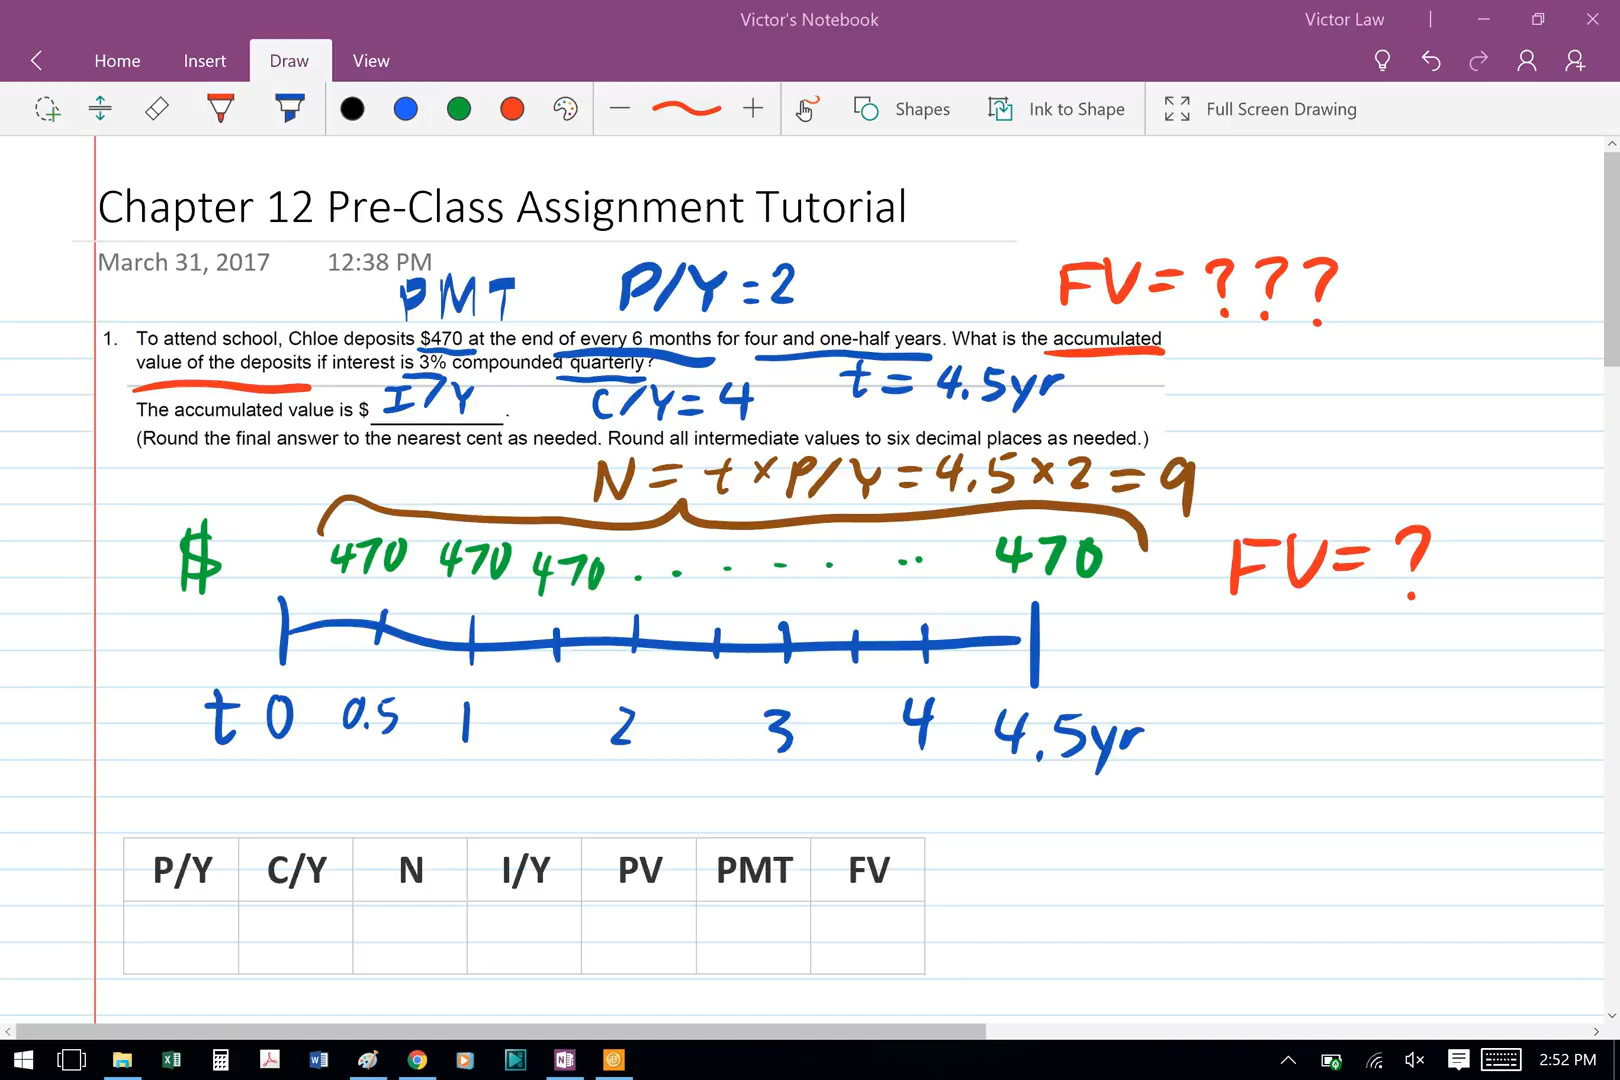 Victor's Notebook
Victor Law
Home Insert Draw View
Shapes Ink to Shape Full Screen Drawing
Chapter 12 Pre-Class Assignment Tutorial
March 31, 2017 12:38 PM
PMT P/Y = 2 FV = ? ? ?
1. To attend school, Chloe deposits $470 at the end of every 6 months for four and one-half years. What is the accumulated
value of the deposits if interest is 3% compounded quarterly?
I/Y C/Y = 4 t = 4.5yr
The accumulated value is $ .
(Round the final answer to the nearest cent as needed. Round all intermediate values to six decimal places as needed.)
N = t × P/Y = 4.5 × 2 = 9
$ 470 470 470 . . . . . . . 470 FV = ?
t 0 0.5 1 2 3 4 4.5yr
P/Y C/Y N I/Y PV PMT FV
2:52 PM